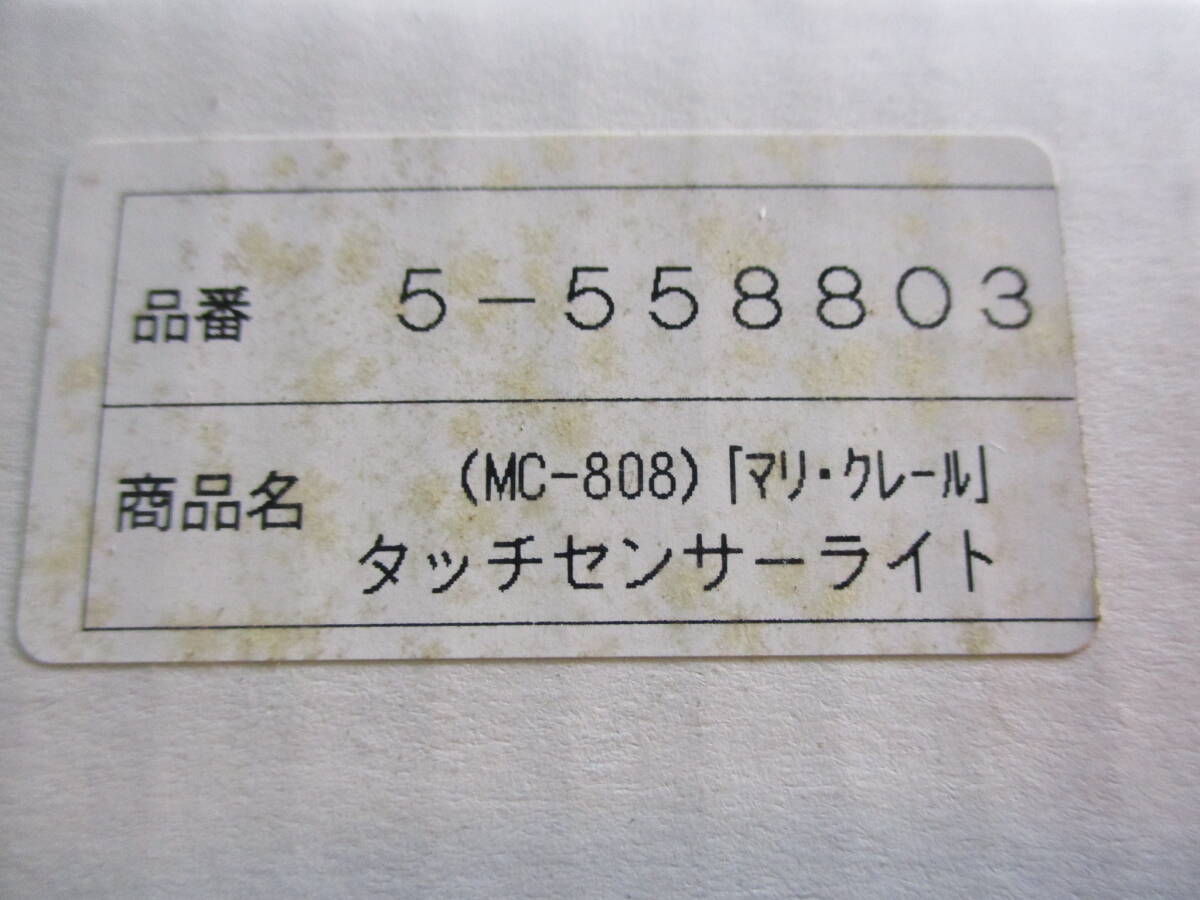 品番 5-558803
商品名 (MC-808)「マリ・クレール」
タッチセンサーライト